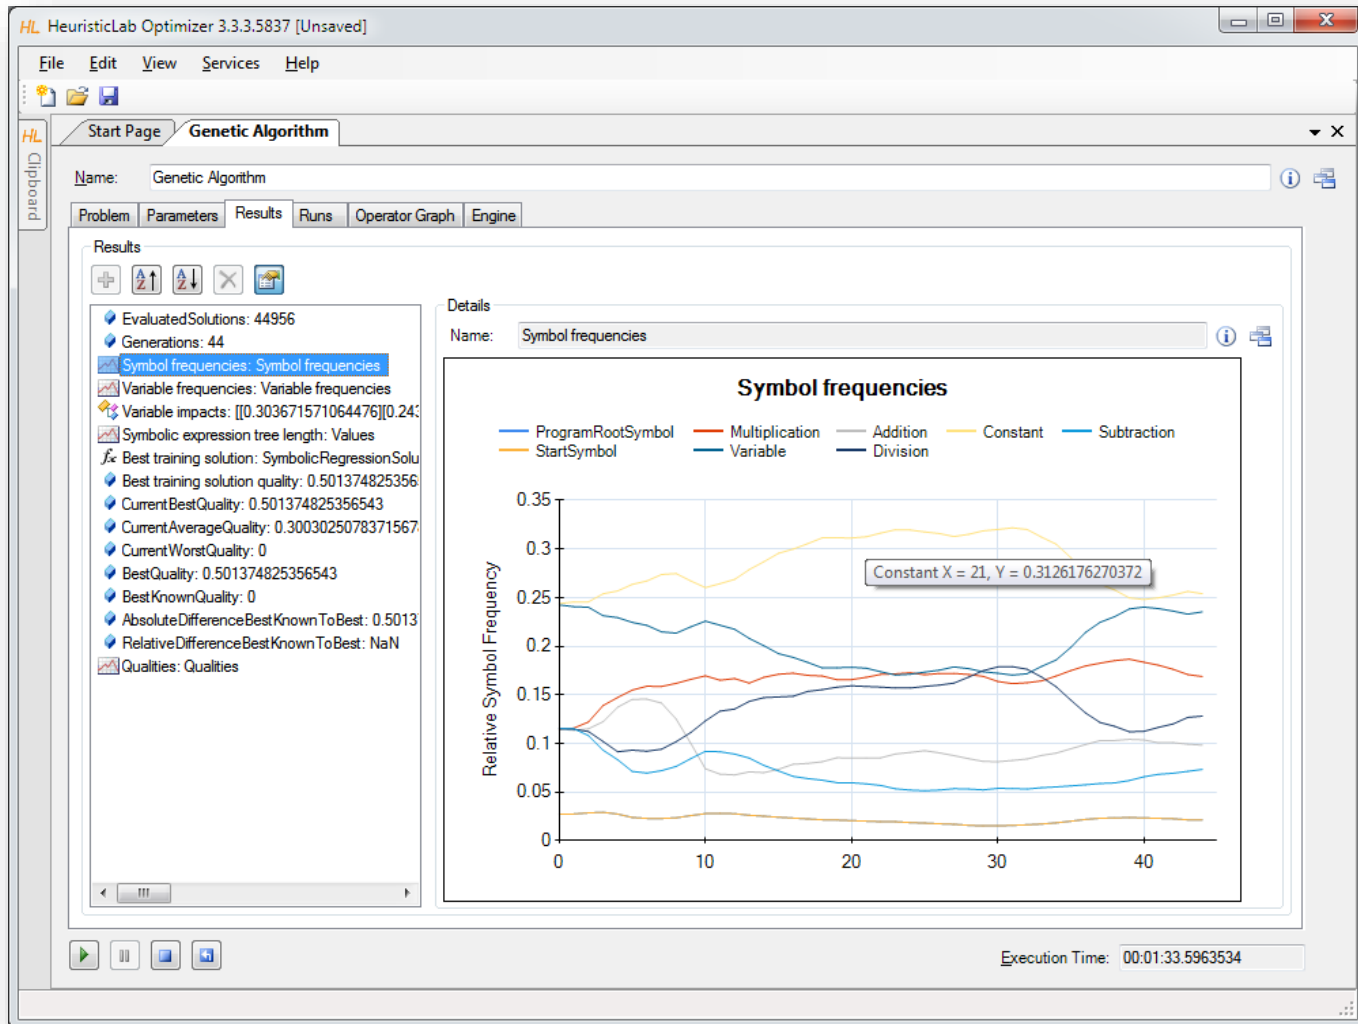 HL HeuristicLab Optimizer 3.3.3.5837 [Unsaved]
File Edit View Services Help
HL Clipboard
Start Page Genetic Algorithm
Name: Genetic Algorithm
Problem Parameters Results Runs Operator Graph Engine
Results
EvaluatedSolutions: 44956
Generations: 44
Symbol frequencies: Symbol frequencies
Variable frequencies: Variable frequencies
Variable impacts: [[0.303671571064476][0.243
Symbolic expression tree length: Values
Best training solution: SymbolicRegressionSolu
Best training solution quality: 0.501374825356
CurrentBestQuality: 0.501374825356543
CurrentAverageQuality: 0.300302507837156
CurrentWorstQuality: 0
BestQuality: 0.501374825356543
BestKnownQuality: 0
AbsoluteDifferenceBestKnownToBest: 0.5013
RelativeDifferenceBestKnownToBest: NaN
Qualities: Qualities
Details
Name: Symbol frequencies
Symbol frequencies
ProgramRootSymbol Multiplication Addition Constant Subtraction
StartSymbol Variable Division
Relative Symbol Frequency
0.35
0.3
0.25
0.2
0.15
0.1
0.05
0
Constant X = 21, Y = 0.3126176270372
0 10 20 30 40
Execution Time: 00:01:33.5963534